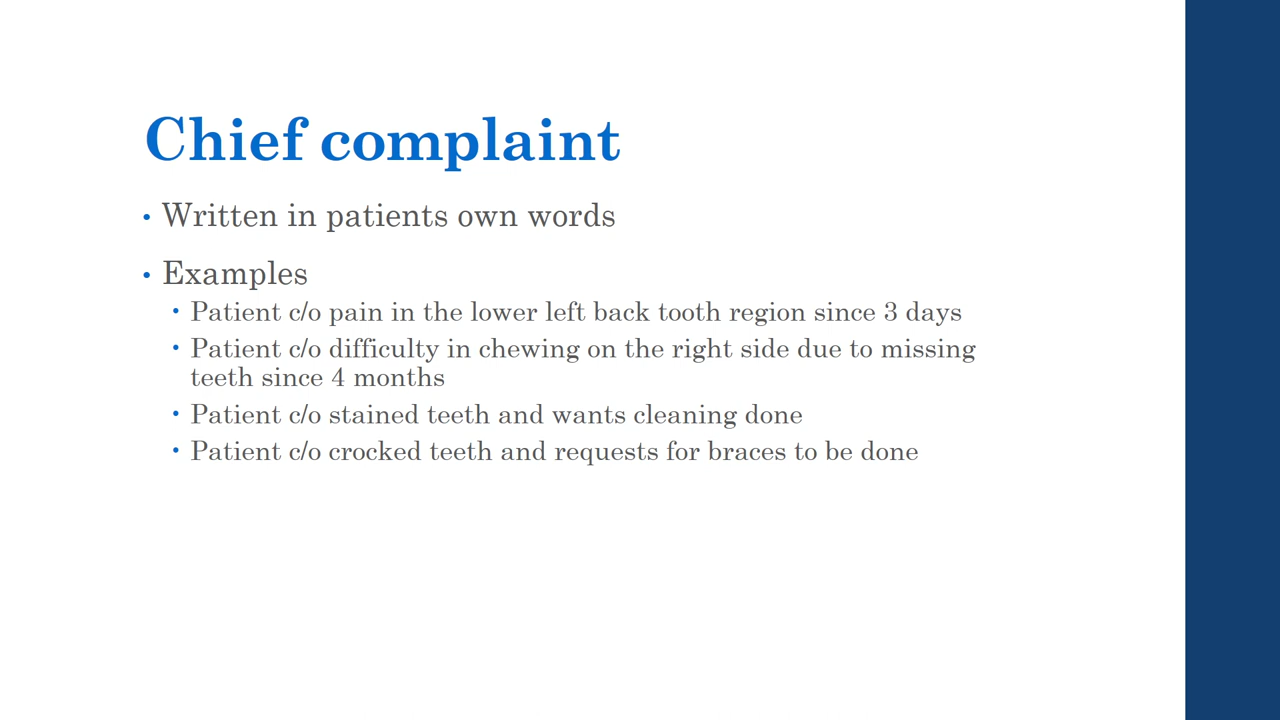 Chief complaint
• Written in patients own words
• Examples
• Patient c/o pain in the lower left back tooth region since 3 days
• Patient c/o difficulty in chewing on the right side due to missing
teeth since 4 months
• Patient c/o stained teeth and wants cleaning done
• Patient c/o crocked teeth and requests for braces to be done